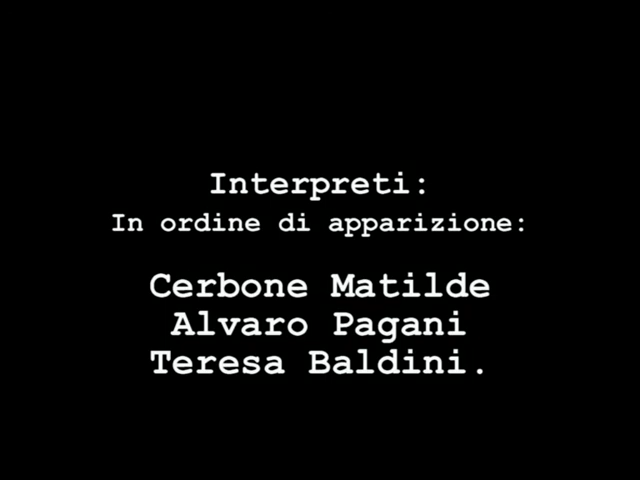 Interpreti:
In ordine di apparizione:
Cerbone Matilde
Alvaro Pagani
Teresa Baldini.